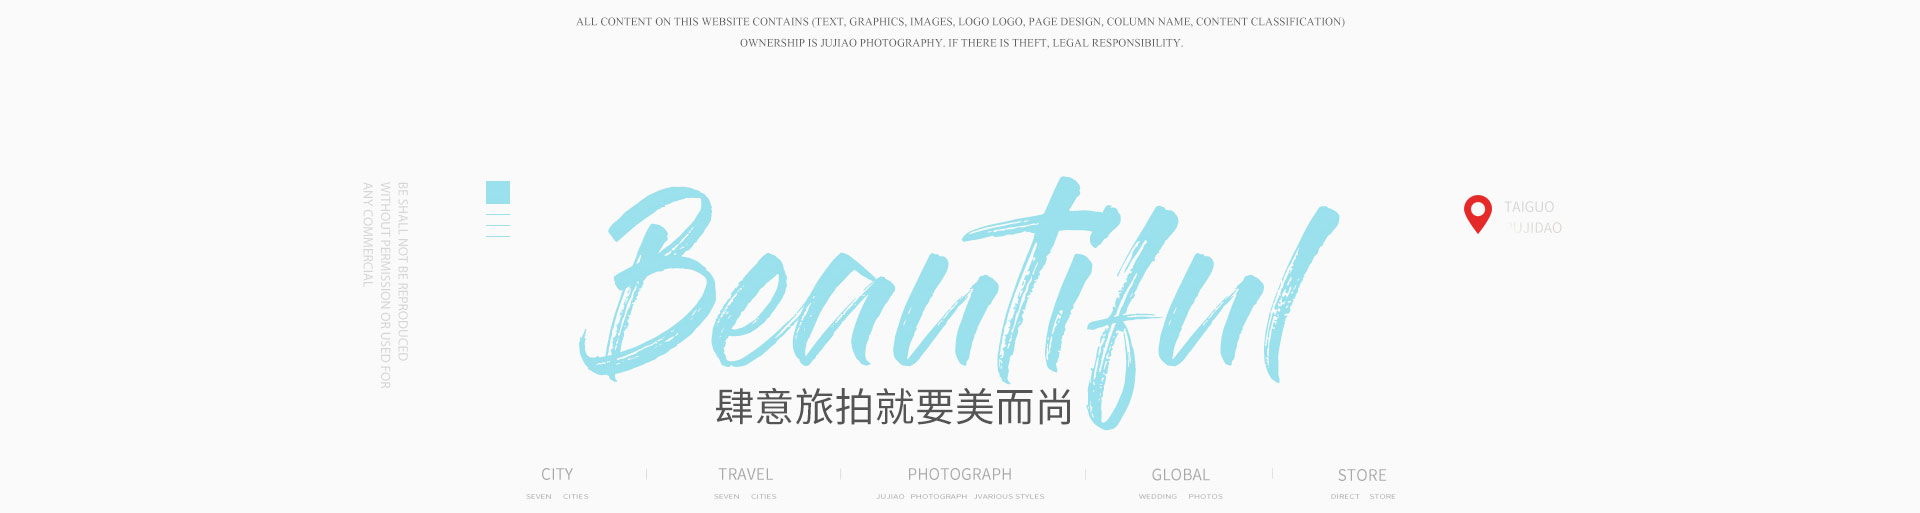 ALL CONTENT ON THIS WEBSITE CONTAINS (TEXT, GRAPHICS, IMAGES, LOGO LOGO, PAGE DESIGN, COLUMN NAME, CONTENT CLASSIFICATION)
OWNERSHIP IS JUJIAO PHOTOGRAPHY. IF THERE IS THEFT, LEGAL RESPONSIBILITY.
BE SHALL NOT BE REPRODUCED
WITHOUT PERMISSION OR USED FOR
ANY COMMERCIAL
Beautiful
TAIGUO
PUJIDAO
肆意旅拍就要美而尚
CITY
SEVEN CITIES
TRAVEL
SEVEN CITIES
PHOTOGRAPH
JUJIAO PHOTOGRAPH JVARIOUS STYLES
GLOBAL
WEDDING PHOTOS
STORE
DIRECT STORE